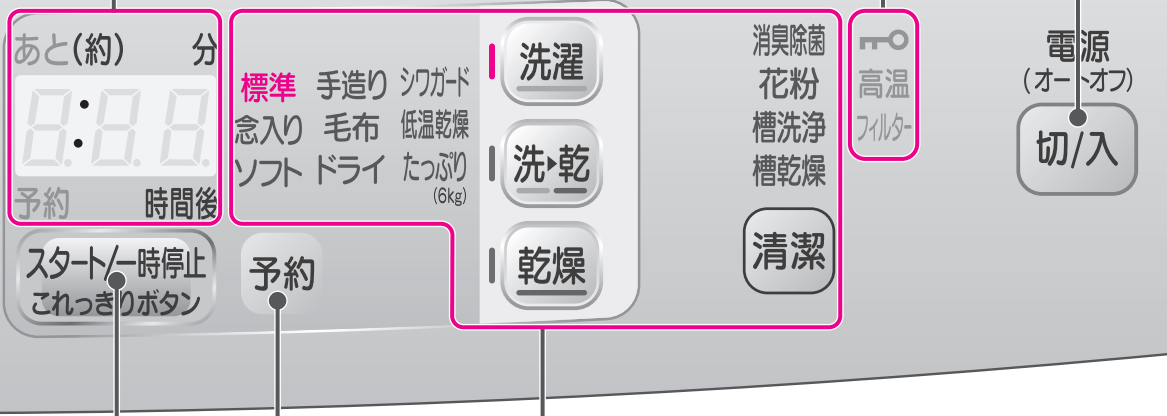 あと(約) 分
8:88
予約 時間後
スタート/一時停止
これっきりボタン
予約
標準 手造り シワガード
念入り 毛布 低温乾燥
ソフト ドライ たっぷり
(6kg)
洗濯
洗▸乾
乾燥
消臭除菌
花粉
槽洗浄
槽乾燥
清潔
高温
フィルター
電源
(オートオフ)
切/入